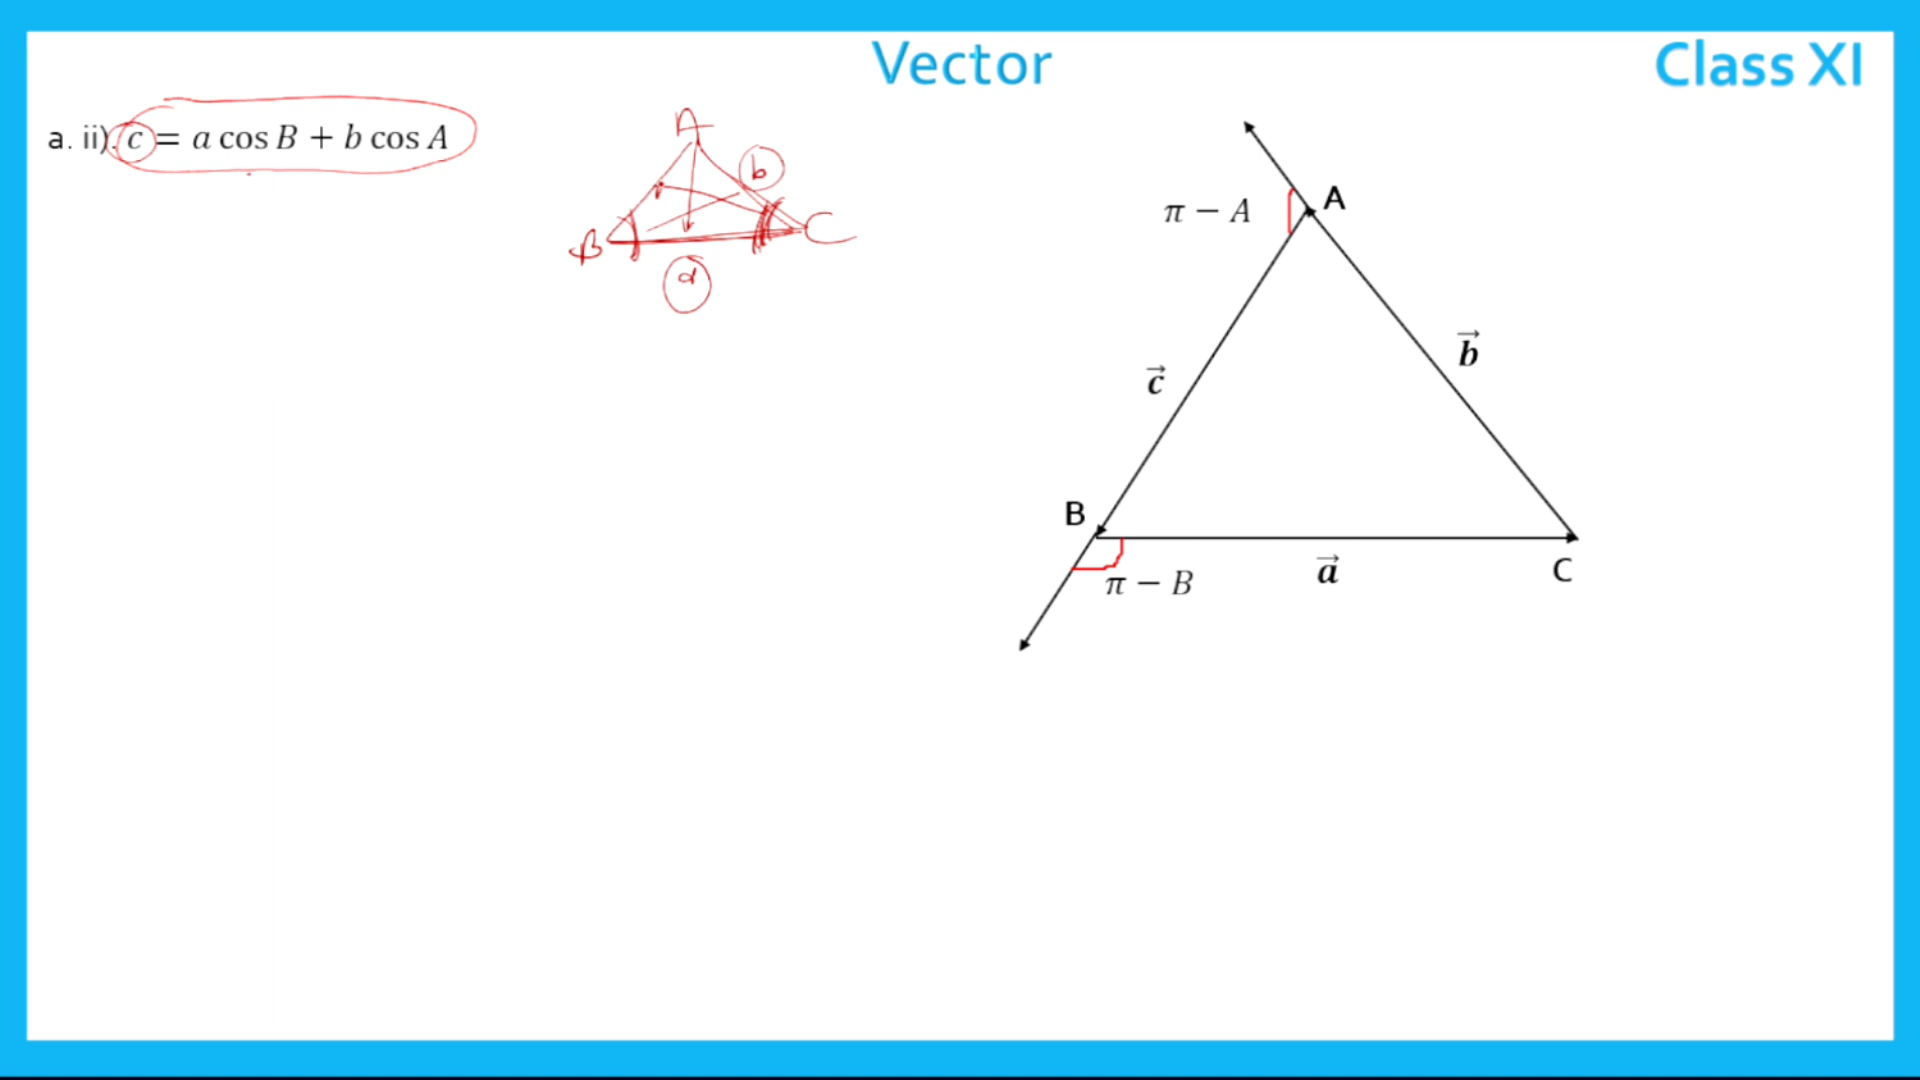 Vector
Class XI
a. ii). c = a cos B + b cos A
A
b
B
C
a
A
π − A
b⃗
c⃗
B
π − B
a⃗
C